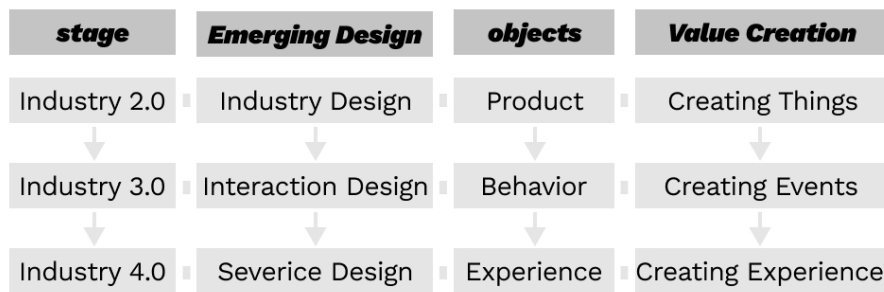 stage Emerging Design objects Value Creation
Industry 2.0 Industry Design Product Creating Things
Industry 3.0 Interaction Design Behavior Creating Events
Industry 4.0 Severice Design Experience Creating Experience